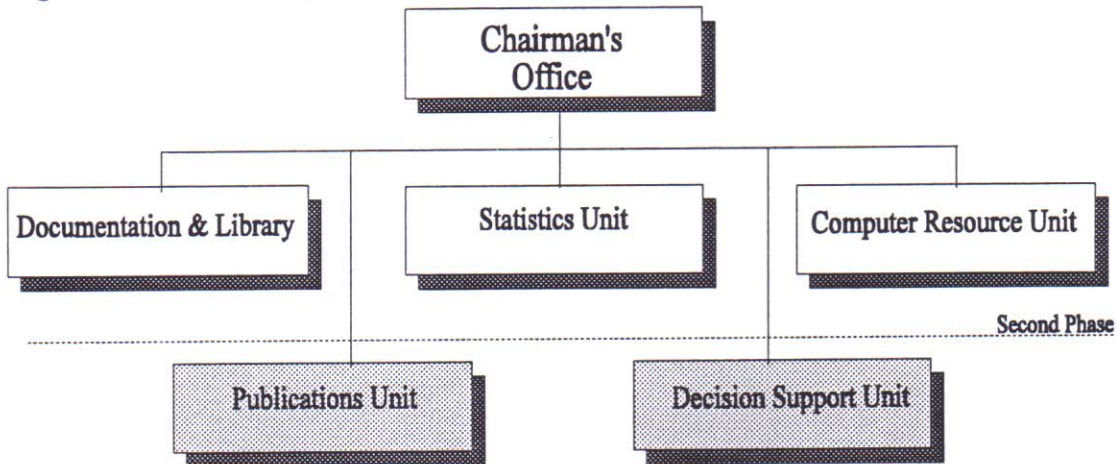 Chairman's
Office
Documentation & Library
Statistics Unit
Computer Resource Unit
Second Phase
Publications Unit
Decision Support Unit